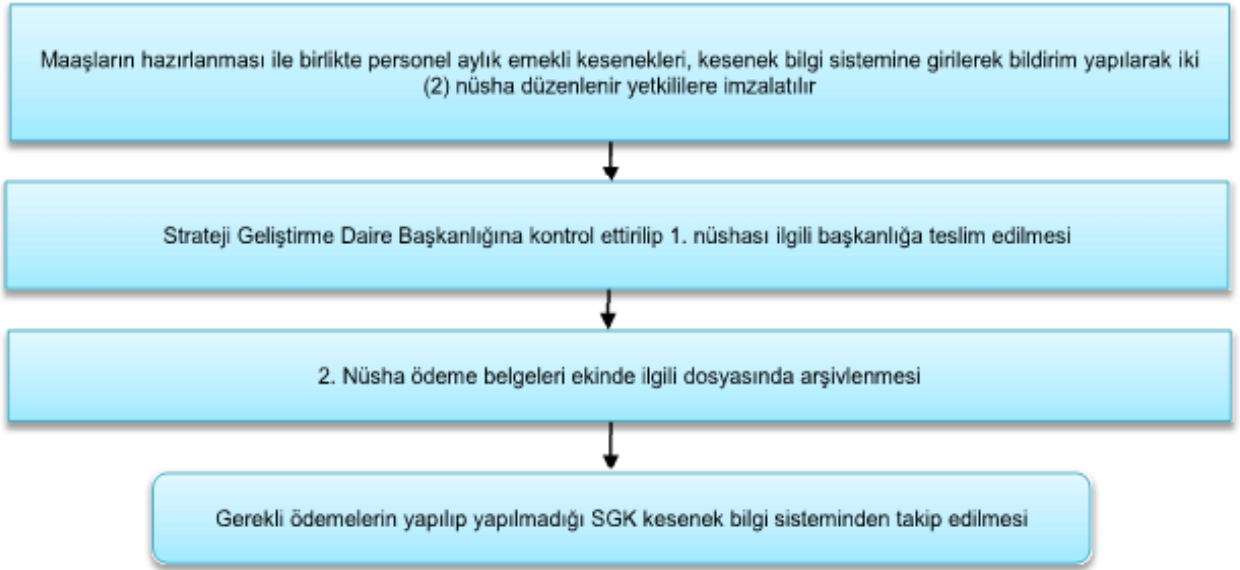 Maaşların hazırlanması ile birlikte personel aylık emekli kesenekleri, kesenek bilgi sistemine girilerek bildirim yapılarak iki
(2) nüsha düzenlenir yetkililere imzalatılır
Strateji Geliştirme Daire Başkanlığına kontrol ettirilip 1. nüshası ilgili başkanlığa teslim edilmesi
2. Nüsha ödeme belgeleri ekinde ilgili dosyasında arşivlenmesi
Gerekli ödemelerin yapılıp yapılmadığı SGK kesenek bilgi sisteminden takip edilmesi